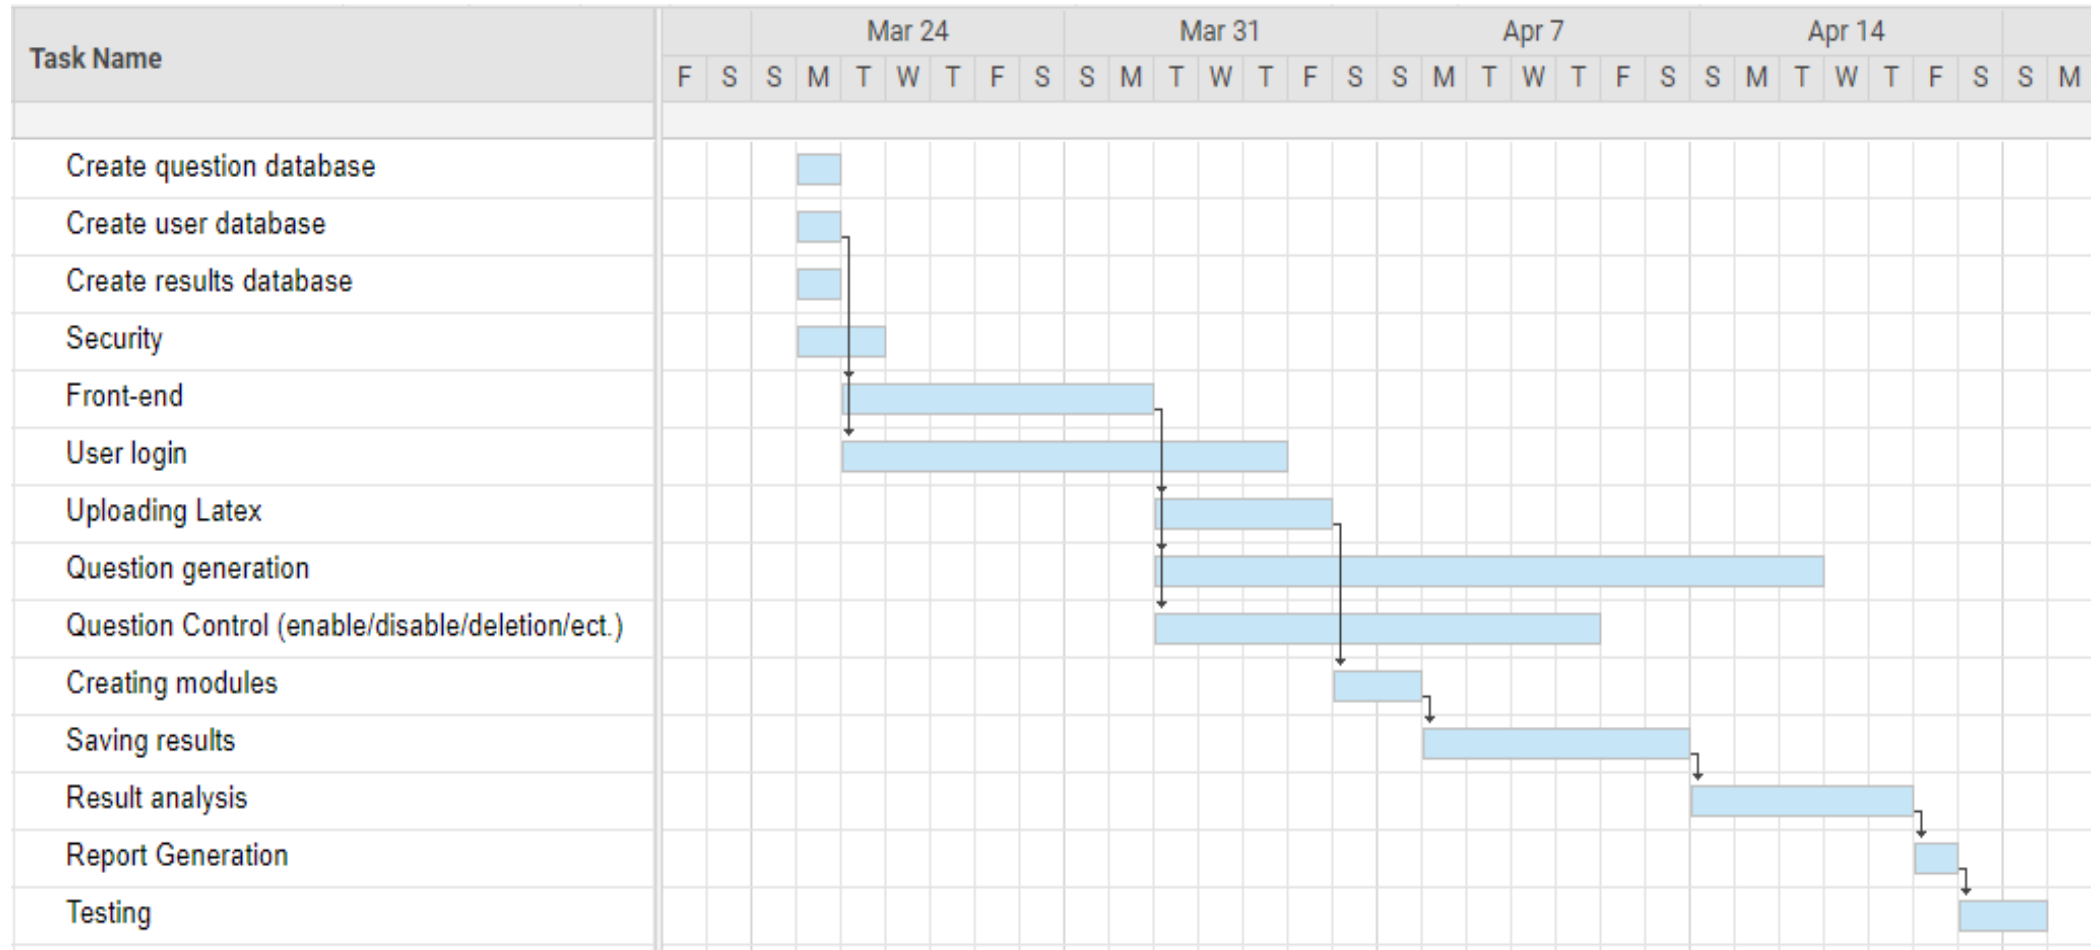 Task Name
Mar 24 Mar 31 Apr 7 Apr 14
F S S M T W T F S S M T W T F S S M T W T F S S M T W T F S S M
Create question database
Create user database
Create results database
Security
Front-end
User login
Uploading Latex
Question generation
Question Control (enable/disable/deletion/ect.)
Creating modules
Saving results
Result analysis
Report Generation
Testing